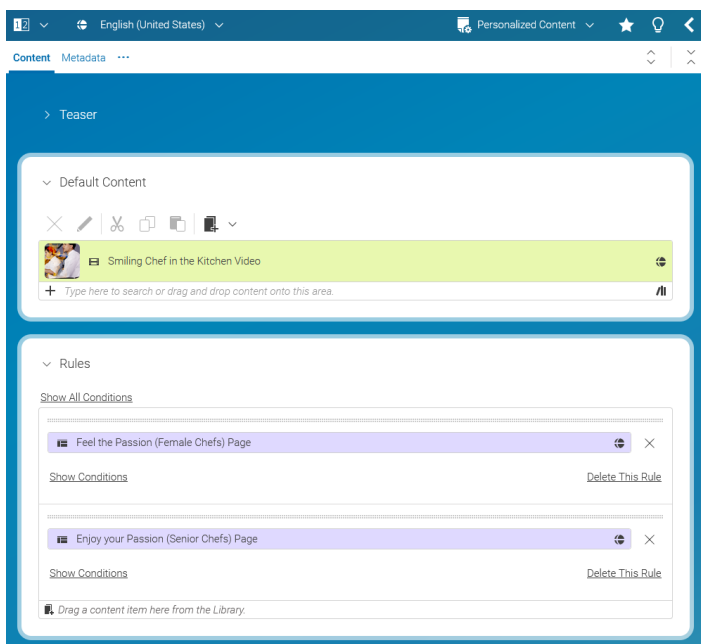 12 English (United States) Personalized Content
Content Metadata ...
Teaser
Default Content
Smiling Chef in the Kitchen Video
Type here to search or drag and drop content onto this area.
Rules
Show All Conditions
Feel the Passion (Female Chefs) Page
Show Conditions Delete This Rule
Enjoy your Passion (Senior Chefs) Page
Show Conditions Delete This Rule
Drag a content item here from the Library.